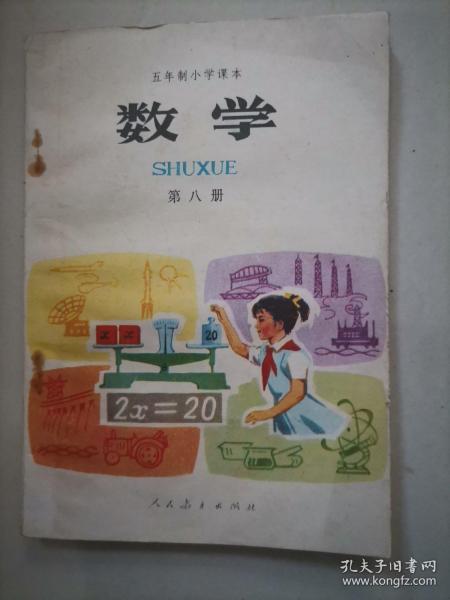 五年制小学课本
数学
SHUXUE
第八册
x x 20
2x=20
人民教育出版社
孔夫子旧书网
www.kongfz.com